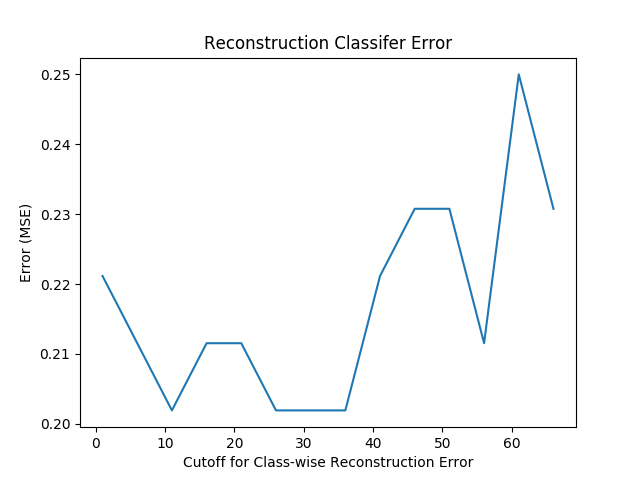 Reconstruction Classifer Error
0.25
0.24
0.23
0.22
0.21
0.20
Error (MSE)
0 10 20 30 40 50 60
Cutoff for Class-wise Reconstruction Error